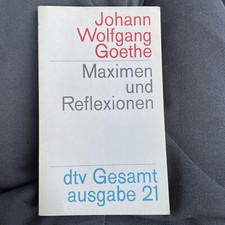 Johann
Wolfgang
Goethe
Maximen
und
Reflexionen
dtv Gesamt
ausgabe 21